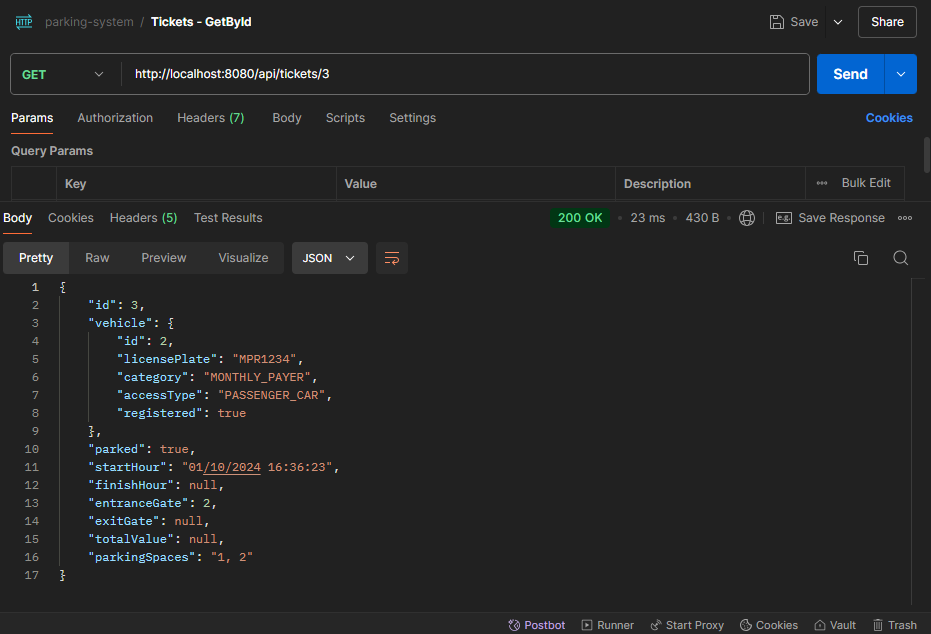 HTTP parking-system / Tickets - GetById Save Share
GET http://localhost:8080/api/tickets/3 Send
Params Authorization Headers (7) Body Scripts Settings Cookies
Query Params
Key Value Description Bulk Edit
Body Cookies Headers (5) Test Results 200 OK 23 ms 430 B e.g. Save Response
Pretty Raw Preview Visualize JSON
1 {
2 "id": 3,
3 "vehicle": {
4 "id": 2,
5 "licensePlate": "MPR1234",
6 "category": "MONTHLY_PAYER",
7 "accessType": "PASSENGER_CAR",
8 "registered": true
9 },
10 "parked": true,
11 "startHour": "01/10/2024 16:36:23",
12 "finishHour": null,
13 "entranceGate": 2,
14 "exitGate": null,
15 "totalValue": null,
16 "parkingSpaces": "1, 2"
17 }
Postbot Runner Start Proxy Cookies Vault Trash